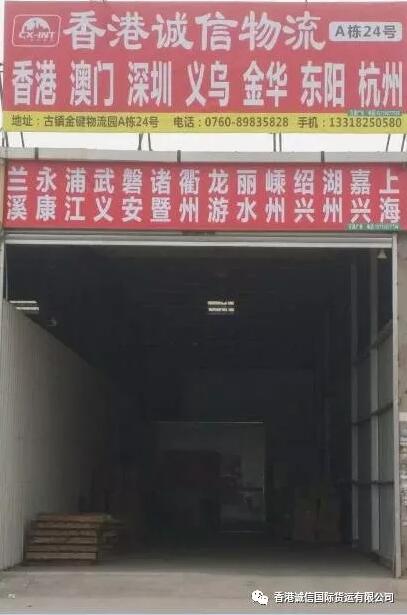 CX-INT
香港诚信物流 A栋24号
香港 澳门 深圳 义乌 金华 东阳 杭州
地址：古镇金键物流园A栋24号 电话：0760-89835828 手机：13318250580
兰溪 永康 浦江 武义 磐安 诸暨 衢州 龙游 丽水 嵊州 绍兴 湖州 嘉兴 上海
香港诚信国际货运有限公司